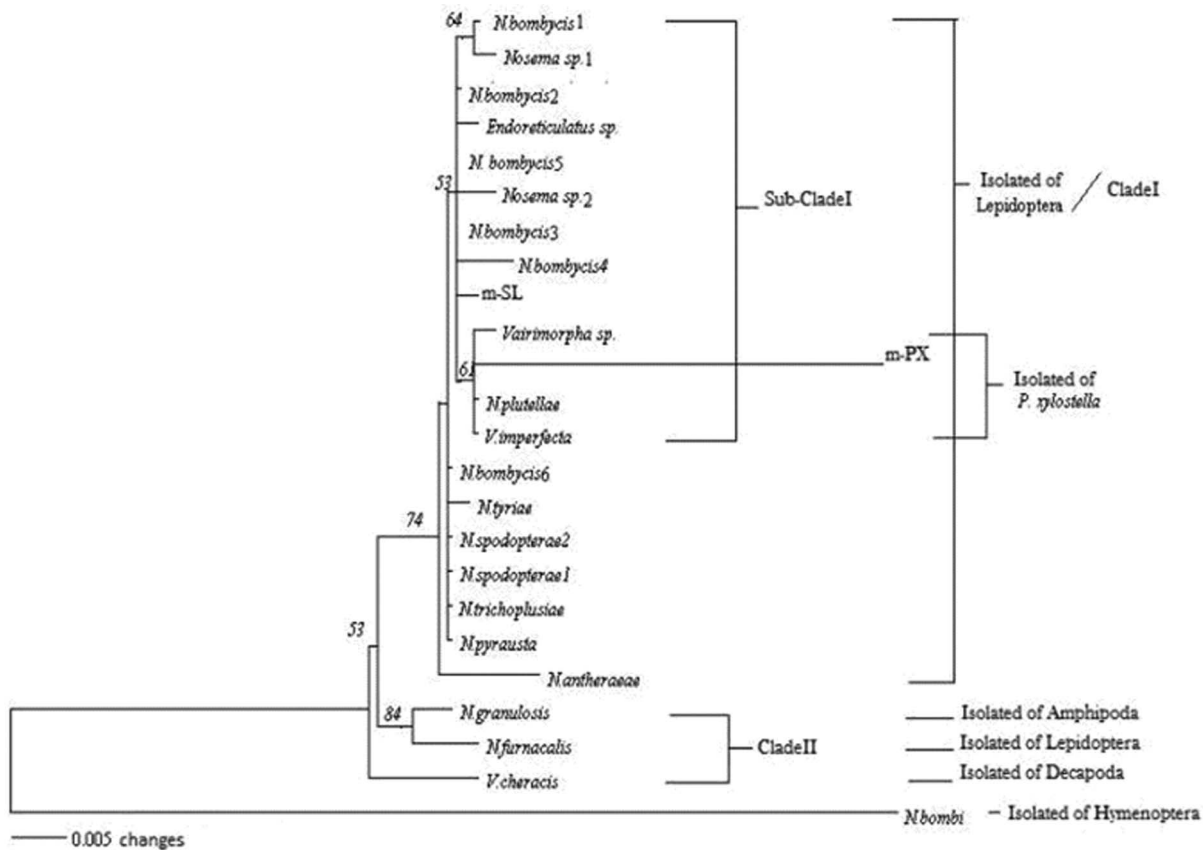 64
N.bombycis1
Nosema sp.1
N.bombycis2
Endoreticulatus sp.
N. bombycis5
53
Nosema sp.2
Sub-CladeI
Isolated of
Lepidoptera
CladeI
N.bombycis3
N.bombycis4
m-SL
Vairimorpha sp.
m-PX
61
Isolated of
P. xylostella
N.plutellae
V.imperfecta
N.bombycis6
N.tyriae
74
N.spodopterae2
N.spodopterae1
N.trichoplusiae
53
N.pyrausta
N.antheraeae
84
N.granulosis
Isolated of Amphipoda
N.furnacalis
CladeII
Isolated of Lepidoptera
V.cheracis
Isolated of Decapoda
N.bombi
Isolated of Hymenoptera
0.005 changes